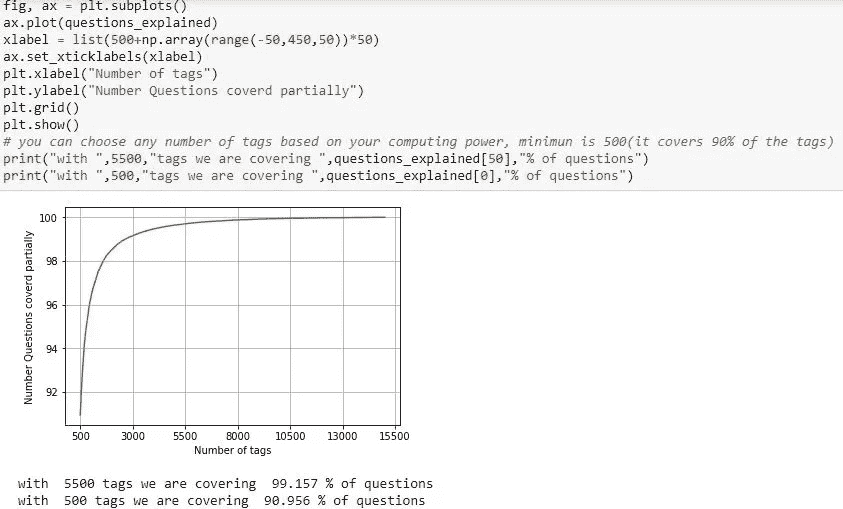 fig, ax = plt.subplots()
ax.plot(questions_explained)
xlabel = list(500+np.array(range(-50,450,50))*50)
ax.set_xticklabels(xlabel)
plt.xlabel("Number of tags")
plt.ylabel("Number Questions coverd partially")
plt.grid()
plt.show()
# you can choose any number of tags based on your computing power, minimun is 500(it covers 90% of the tags)
print("with ",5500,"tags we are covering ",questions_explained[50],"% of questions")
print("with ",500,"tags we are covering ",questions_explained[0],"% of questions")
100
98
96
94
92
Number Questions coverd partially
500 3000 5500 8000 10500 13000 15500
Number of tags
with  5500 tags we are covering  99.157 % of questions
with  500 tags we are covering  90.956 % of questions